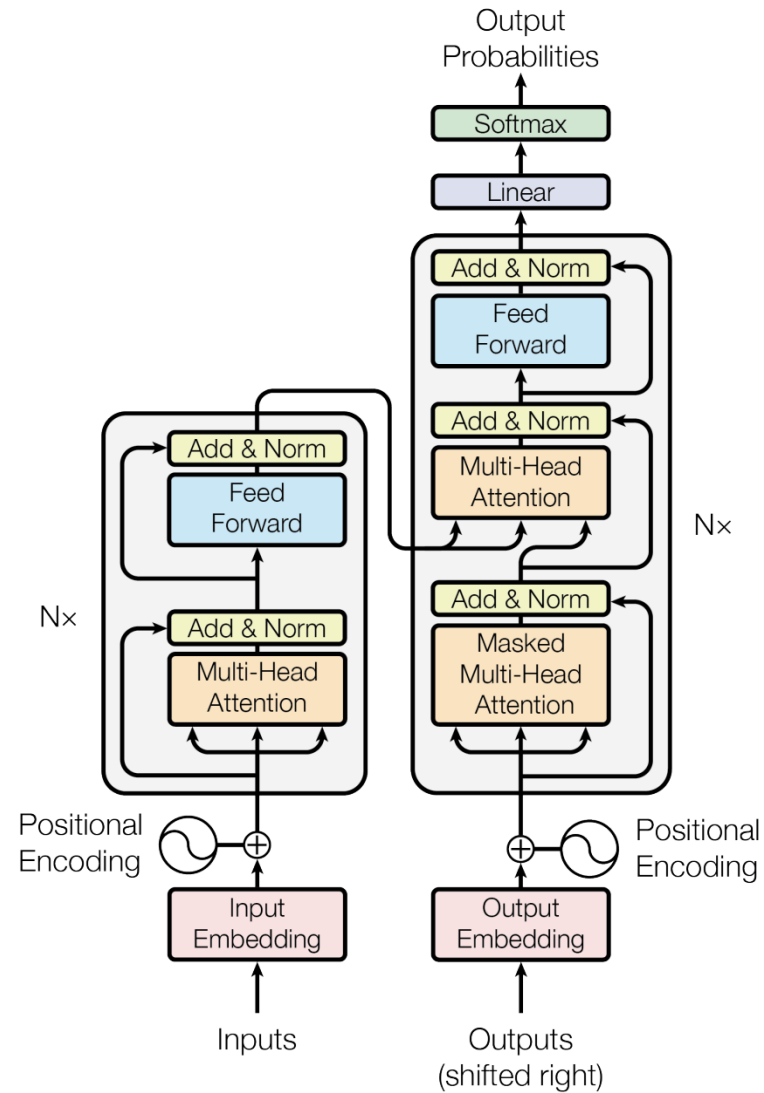 Output
Probabilities
Softmax
Linear
Add & Norm
Feed
Forward
Add & Norm
Multi-Head
Attention
Add & Norm
Masked
Multi-Head
Attention
Nx
Add & Norm
Feed
Forward
Add & Norm
Multi-Head
Attention
N×
Positional
Encoding
Positional
Encoding
Input
Embedding
Output
Embedding
Inputs
Outputs
(shifted right)